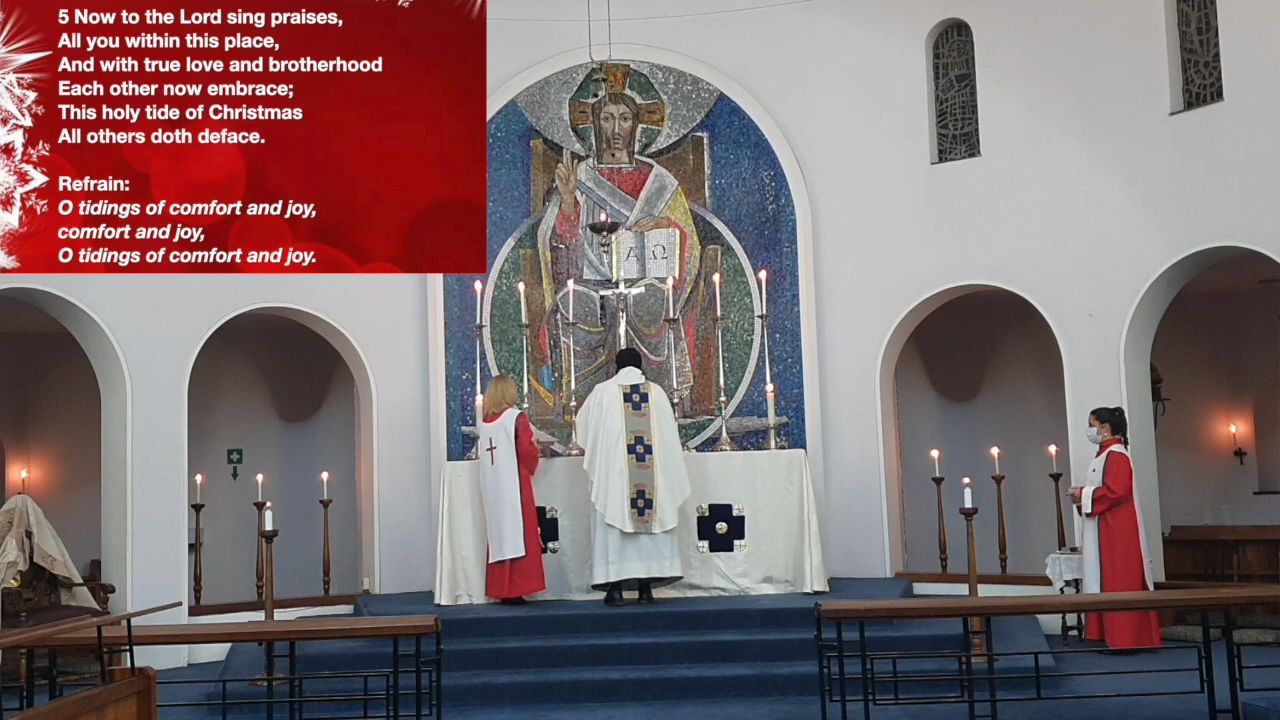 5 Now to the Lord sing praises,
All you within this place,
And with true love and brotherhood
Each other now embrace;
This holy tide of Christmas
All others doth deface.
Refrain:
O tidings of comfort and joy,
comfort and joy,
O tidings of comfort and joy.
Α Ω